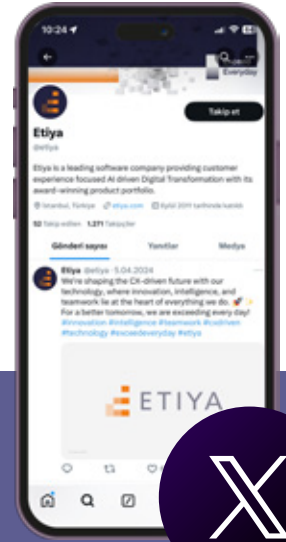 10:24
Everyday
Takip et
Etiya
@etiya
Etiya is a leading software company providing customer
experience focused AI driven Digital Transformation with its
award-winning product portfolio.
Istanbul, Türkiye etiya.com Eylül 2011 tarihinde katıldı
52 Takip edilen 1.271 Takipçiler
Gönderi sayısı Yanıtlar Medya
Etiya @etiya · 5.04.2024
We're shaping the CX-driven future with our
technology, where innovation, intelligence, and
teamwork lie at the heart of everything we do. 🚀 ✨
For a better tomorrow, we are exceeding every day!
#innovation #intelligence #teamwork #cxdriven
#technology #exceedeveryday #etiya
ETIYA
X